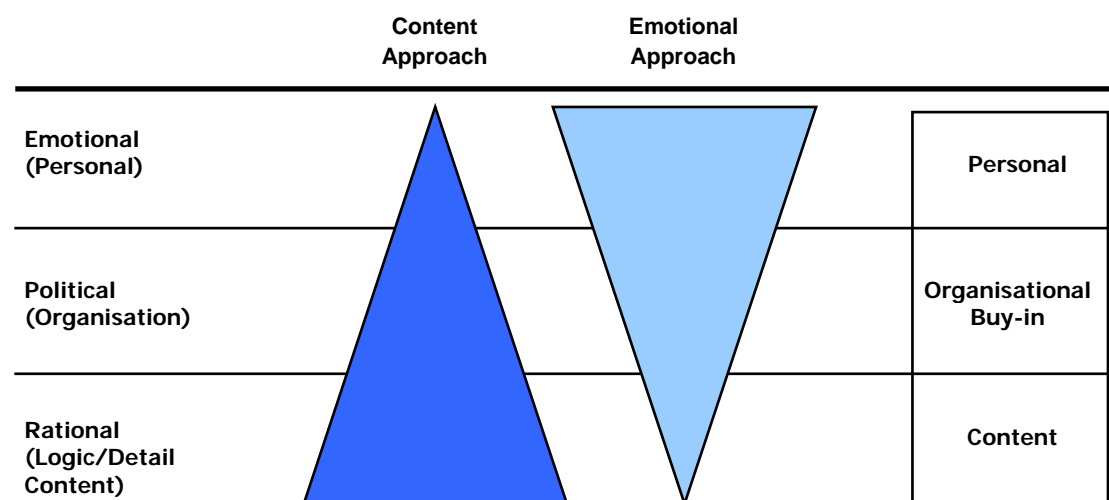 Content
Approach
Emotional
Approach
Emotional
(Personal)
Personal
Political
(Organisation)
Organisational
Buy-in
Rational
(Logic/Detail
Content)
Content